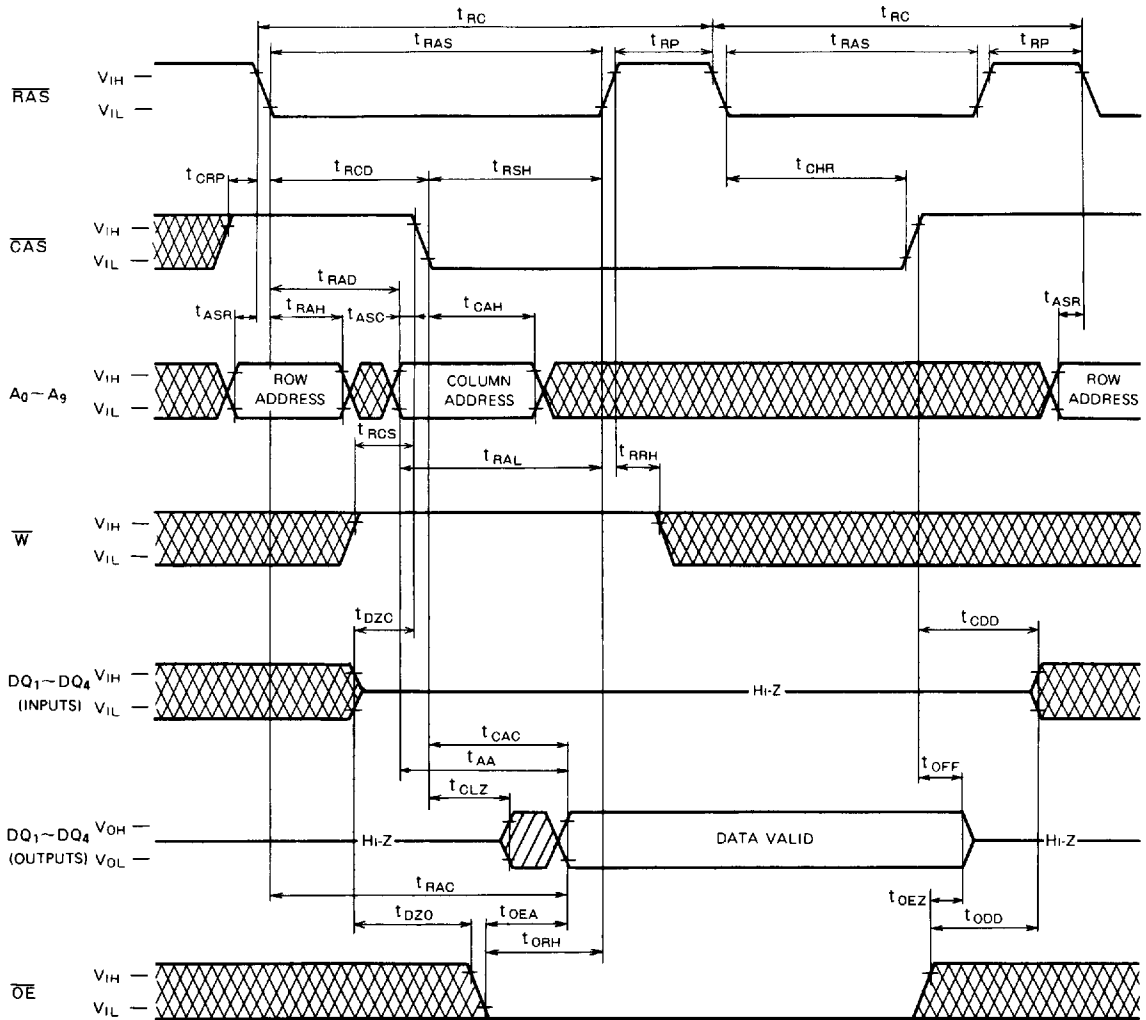 tRC tRC
tRAS tRP tRAS tRP
RAS VIH
VIL
tCRP tRCD tRSH tCHR
CAS VIH
VIL
tRAD
tASR tRAH tASC tCAH tASR
A0~A9 VIH
VIL
ROW ADDRESS
COLUMN ADDRESS
ROW ADDRESS
tRCS
tRAL tRRH
W VIH
VIL
tDZC tCDD
DQ1~DQ4 (INPUTS) VIH
VIL
Hi-Z
tCAC
tAA tOFF
tCLZ
DQ1~DQ4 (OUTPUTS) VOH
VOL
Hi-Z DATA VALID Hi-Z
tRAC tOEZ
tDZO tOEA tODD
tORH
OE VIH
VIL